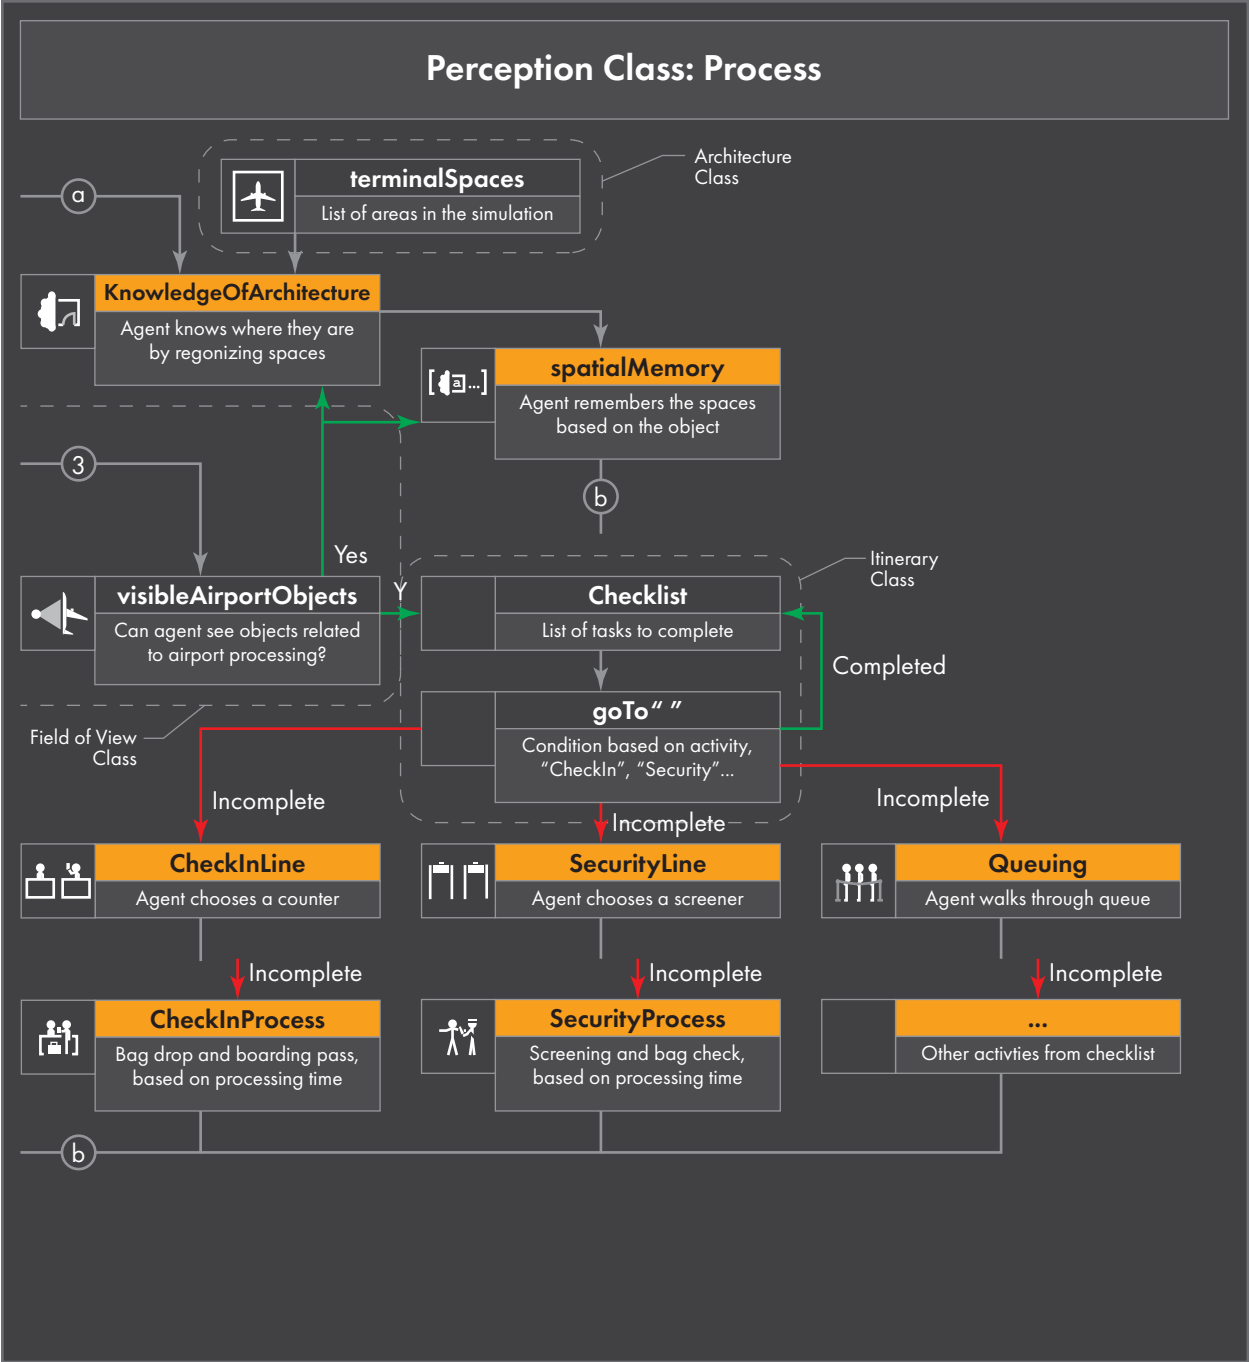 Perception Class: Process
Architecture
Class
a
terminalSpaces
List of areas in the simulation
KnowledgeOfArchitecture
Agent knows where they are
by regonizing spaces
[a...]
spatialMemory
Agent remembers the spaces
based on the object
3
b
Yes
Itinerary
Class
visibleAirportObjects
Can agent see objects related
to airport processing?
Y
Checklist
List of tasks to complete
Completed
goTo“ ”
Condition based on activity,
“CheckIn”, “Security”...
Field of View
Class
Incomplete
Incomplete
Incomplete
CheckInLine
Agent chooses a counter
SecurityLine
Agent chooses a screener
Queuing
Agent walks through queue
Incomplete
Incomplete
Incomplete
CheckInProcess
Bag drop and boarding pass,
based on processing time
SecurityProcess
Screening and bag check,
based on processing time
...
Other activties from checklist
b